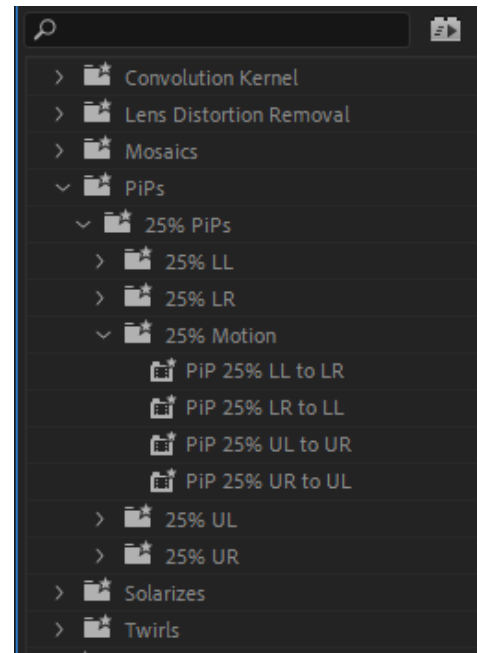 Convolution Kernel
Lens Distortion Removal
Mosaics
PiPs
25% PiPs
25% LL
25% LR
25% Motion
PiP 25% LL to LR
PiP 25% LR to LL
PiP 25% UL to UR
PiP 25% UR to UL
25% UL
25% UR
Solarizes
Twirls